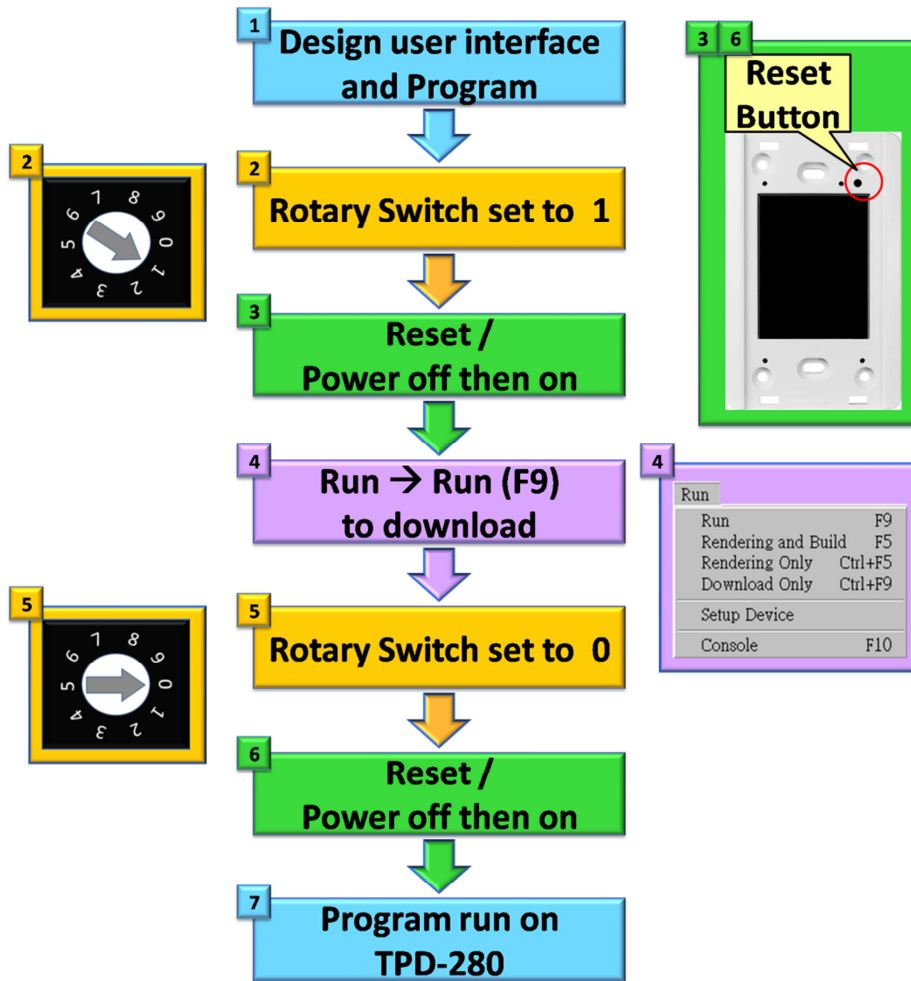 1
Design user interface
and Program
2
Rotary Switch set to 1
3
Reset /
Power off then on
4
Run → Run (F9)
to download
5
Rotary Switch set to 0
6
Reset /
Power off then on
7
Program run on
TPD-280
2
0 1 2 3 4 5 6 7 8 9
5
0 1 2 3 4 5 6 7 8 9
3 6
Reset
Button
4
Run
Run F9
Rendering and Build F5
Rendering Only Ctrl+F5
Download Only Ctrl+F9
Setup Device
Console F10